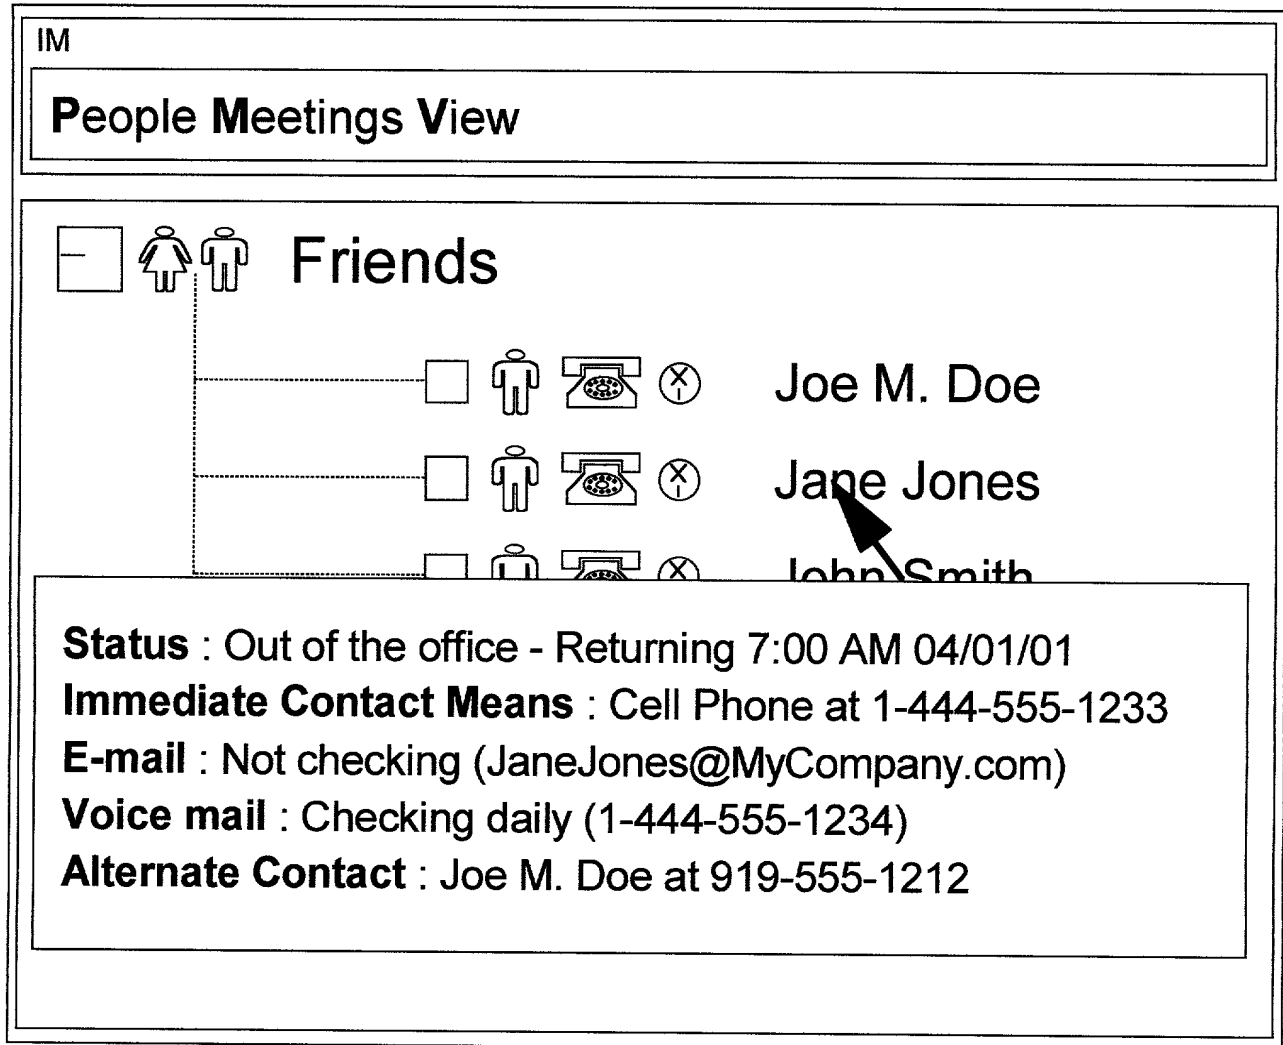 IM
People Meetings View
Friends
Joe M. Doe
Jane Jones
John Smith
Status : Out of the office - Returning 7:00 AM 04/01/01
Immediate Contact Means : Cell Phone at 1-444-555-1233
E-mail : Not checking (JaneJones@MyCompany.com)
Voice mail : Checking daily (1-444-555-1234)
Alternate Contact : Joe M. Doe at 919-555-1212